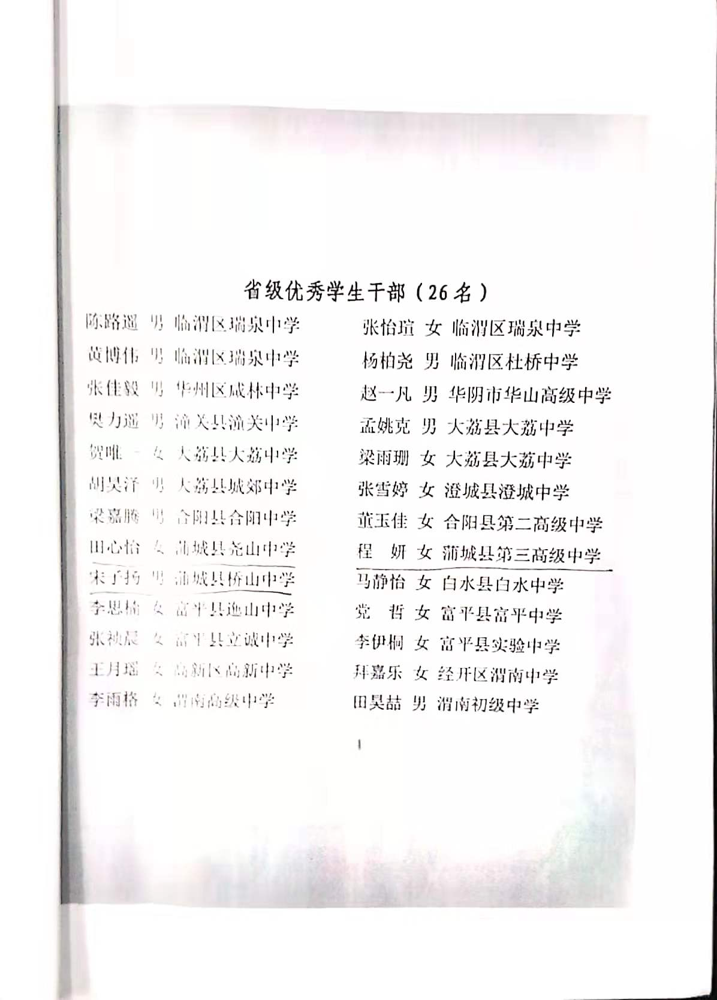 省级优秀学生干部（26名）
陈路遥 男 临渭区瑞泉中学 张怡瑄 女 临渭区瑞泉中学
黄博伟 男 临渭区瑞泉中学 杨柏尧 男 临渭区杜桥中学
张佳毅 男 华州区咸林中学 赵一凡 男 华阴市华山高级中学
樊力遥 男 潼关县潼关中学 孟姚克 男 大荔县大荔中学
贺唯一 女 大荔县大荔中学 梁雨珊 女 大荔县大荔中学
胡昊泽 男 大荔县城郊中学 张雪婷 女 澄城县澄城中学
梁嘉腾 男 合阳县合阳中学 董玉佳 女 合阳县第二高级中学
田心怡 女 蒲城县尧山中学 程 妍 女 蒲城县第三高级中学
宋子扬 男 蒲城县桥山中学 马静怡 女 白水县白水中学
李思楠 女 富平县迤山中学 党 哲 女 富平县富平中学
张祯晨 女 富平县立诚中学 李伊桐 女 富平县实验中学
王月瑶 女 高新区高新中学 拜嘉乐 女 经开区渭南中学
李雨格 女 渭南高级中学 田昊喆 男 渭南初级中学
1